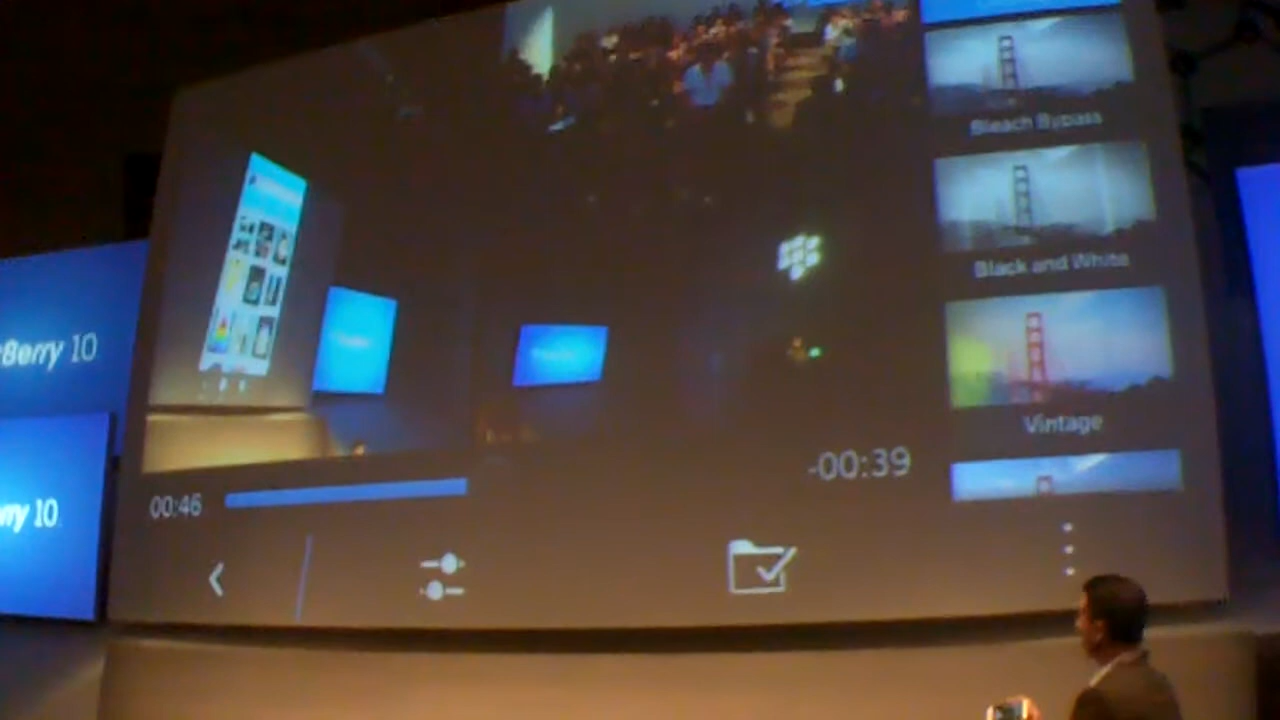 Bleach Bypass
Black and White
Vintage
-00:39
00:46
Berry 10
rry 10